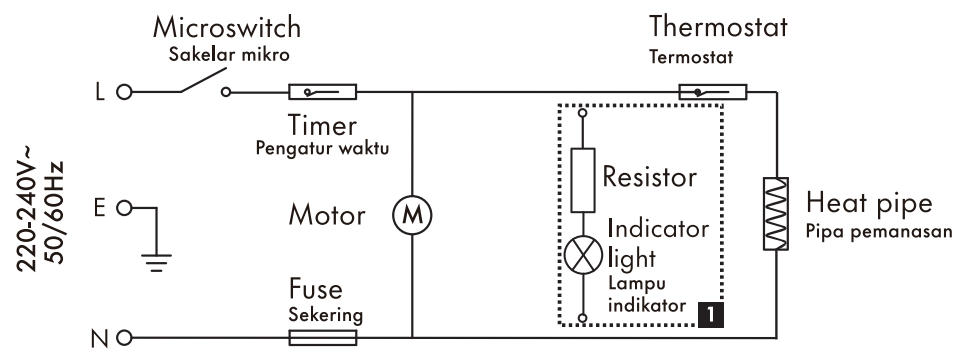 Microswitch
Sakelar mikro
Thermostat
Termostat
L
Timer
Pengatur waktu
220-240V~
50/60Hz
E
Motor
M
Resistor
Indicator
light
Lampu
indikator
1
Heat pipe
Pipa pemanasan
Fuse
Sekering
N